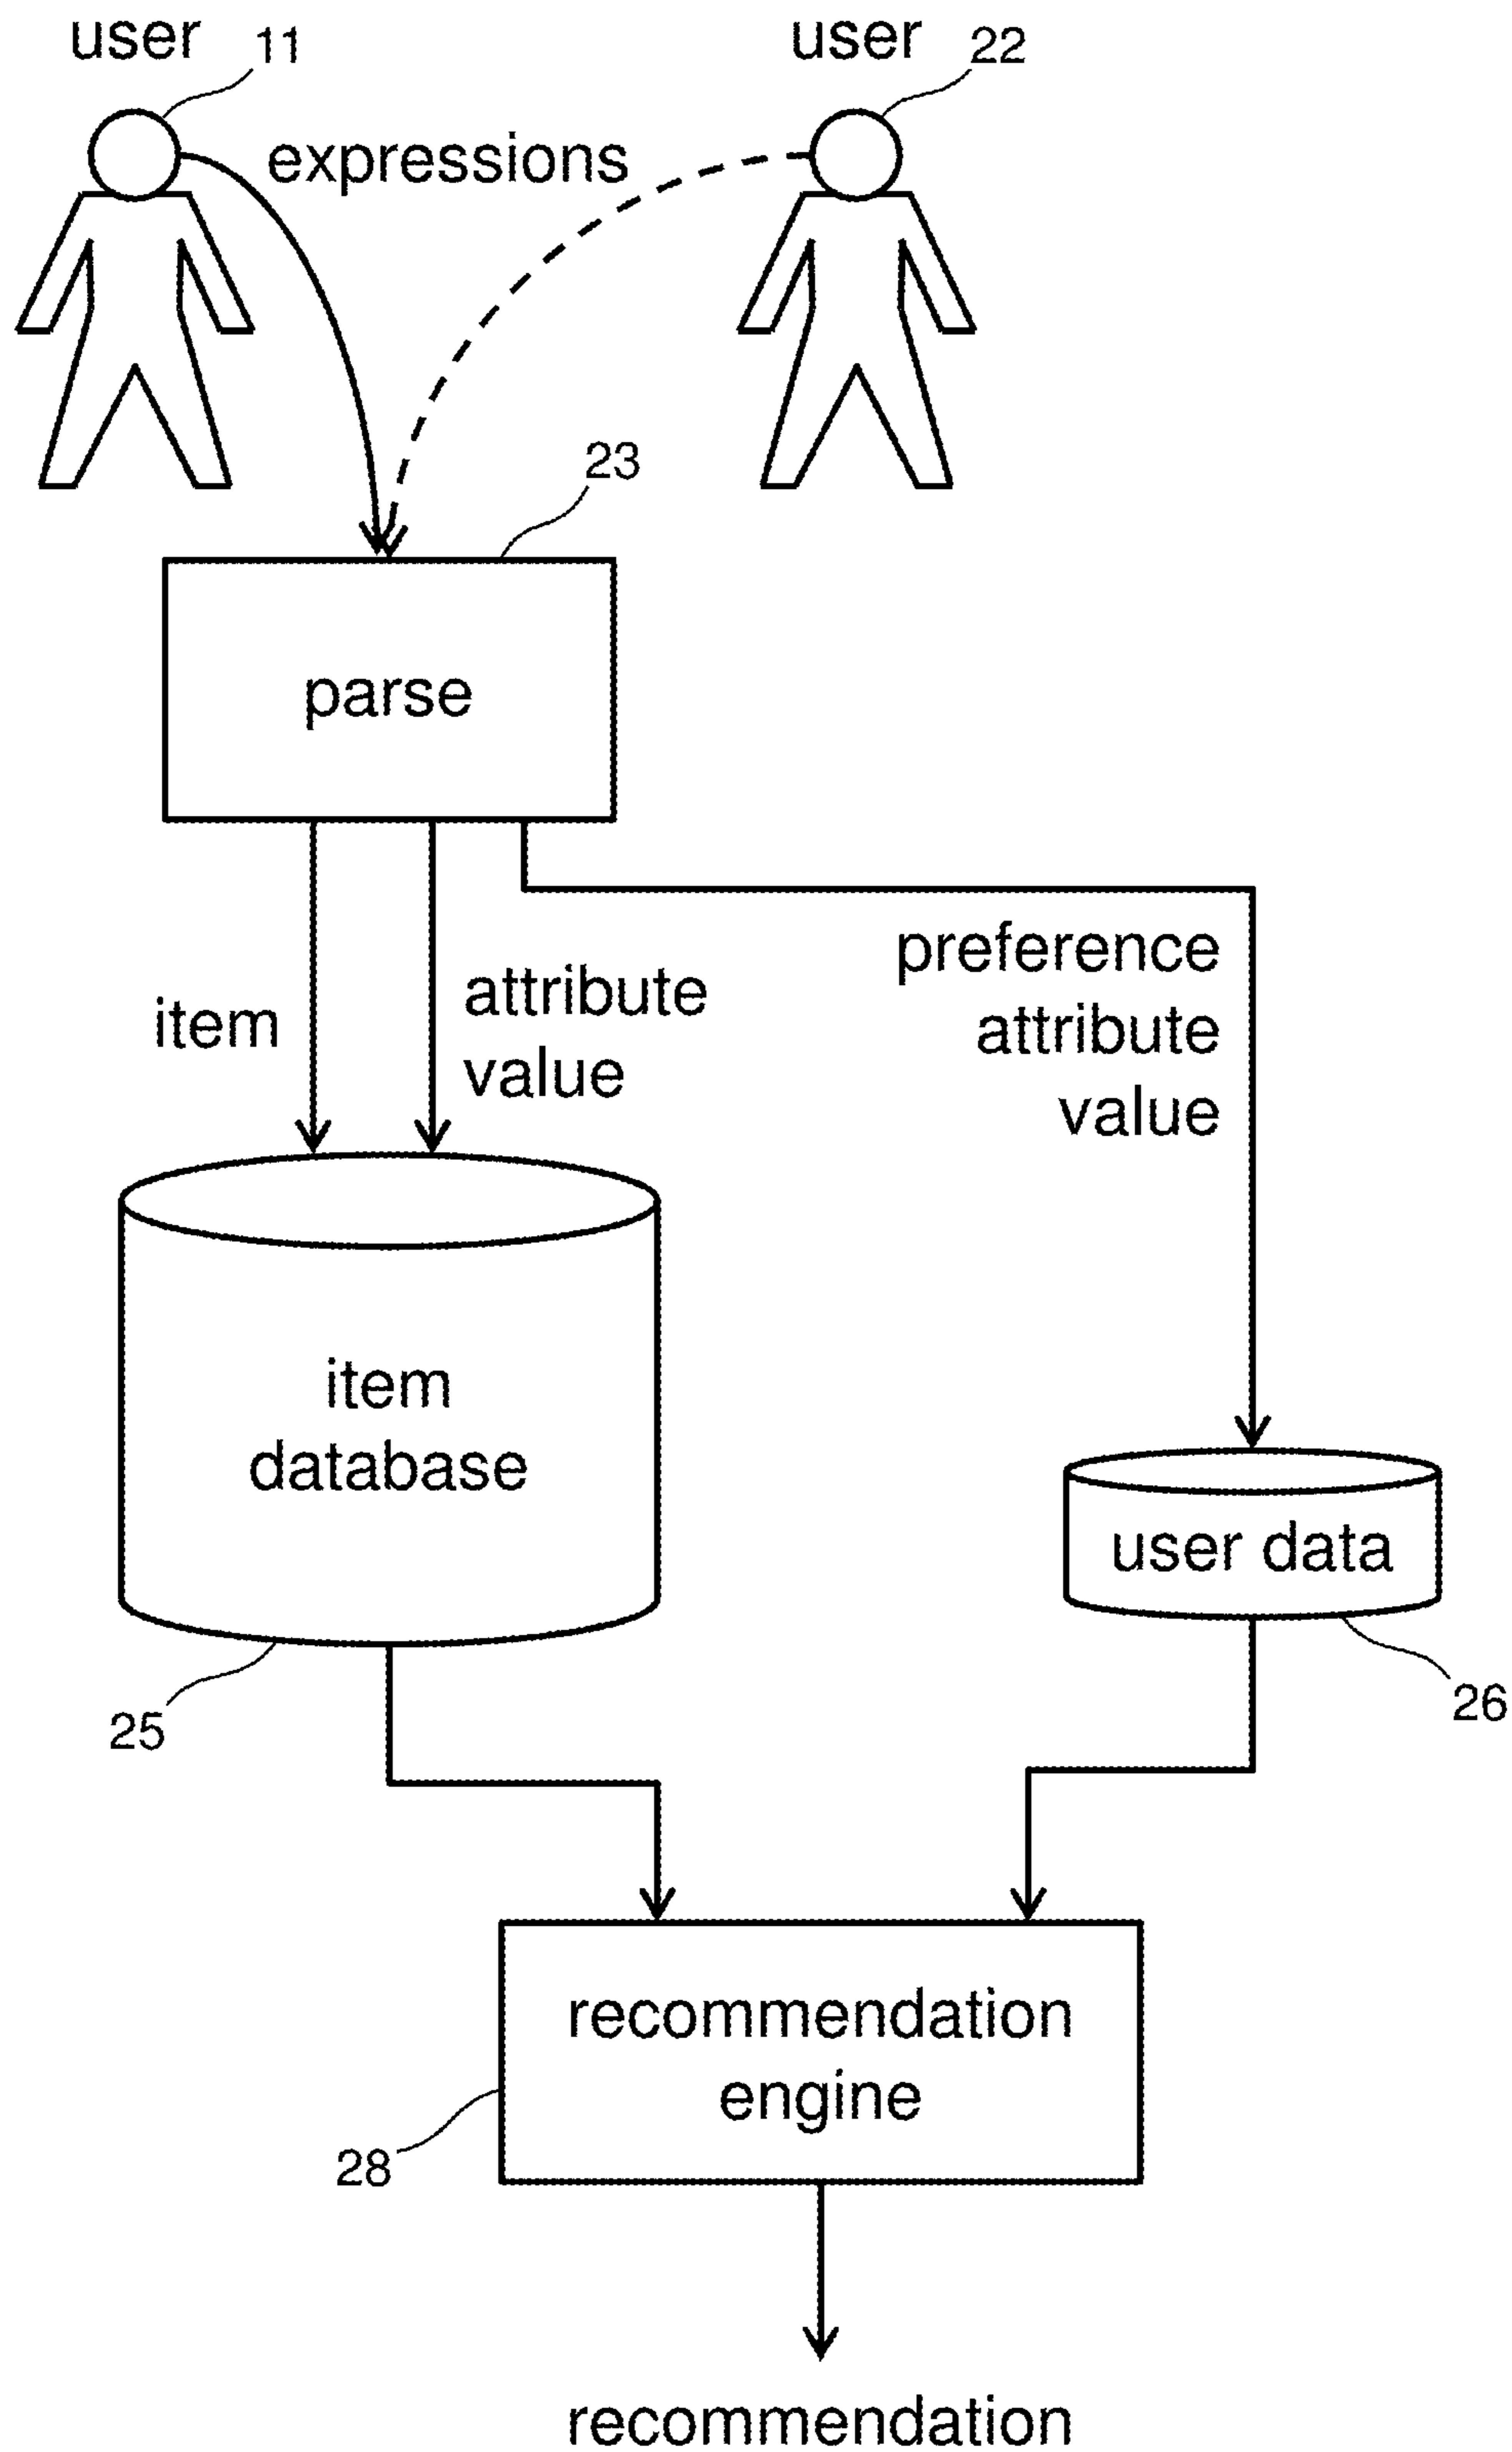 user 11
user 22
expressions
23
parse
item
attribute
value
preference
attribute
value
item
database
user data
25
26
recommendation
engine
28
recommendation